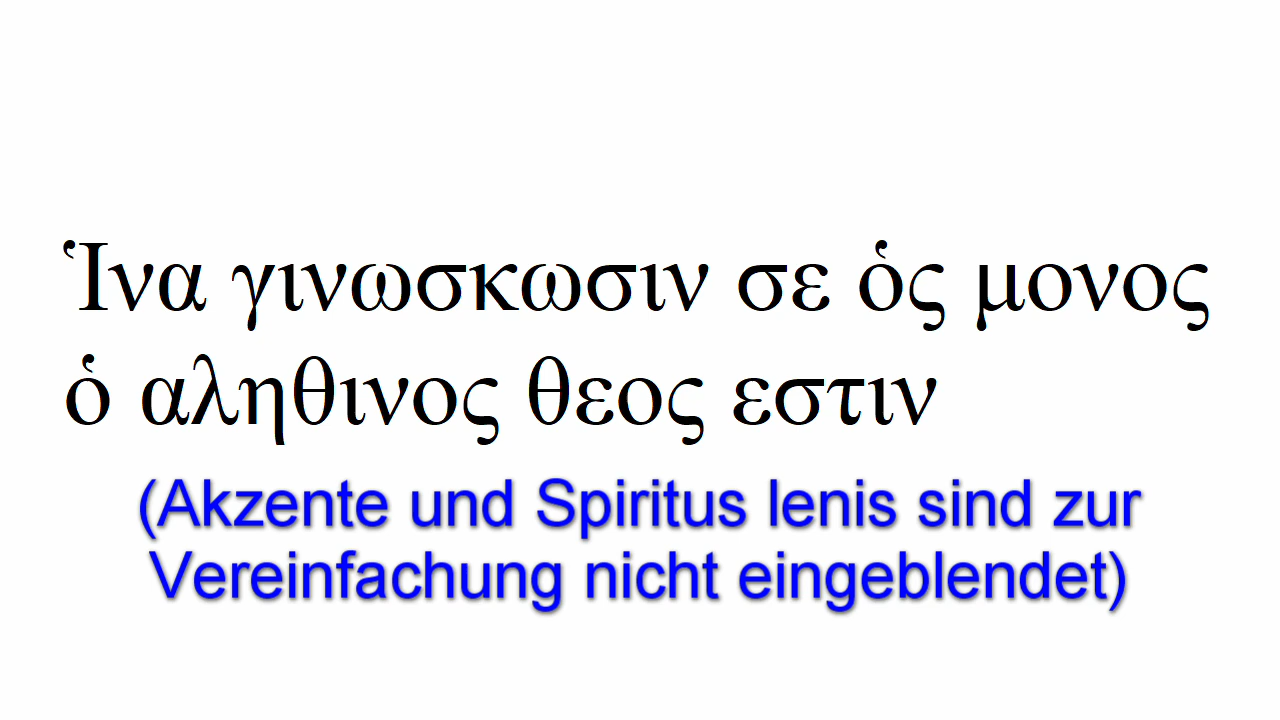 Ἱνα γινωσκωσιν σε ὁς μονος
ὁ αληθινος θεος εστιν
(Akzente und Spiritus lenis sind zur
Vereinfachung nicht eingeblendet)